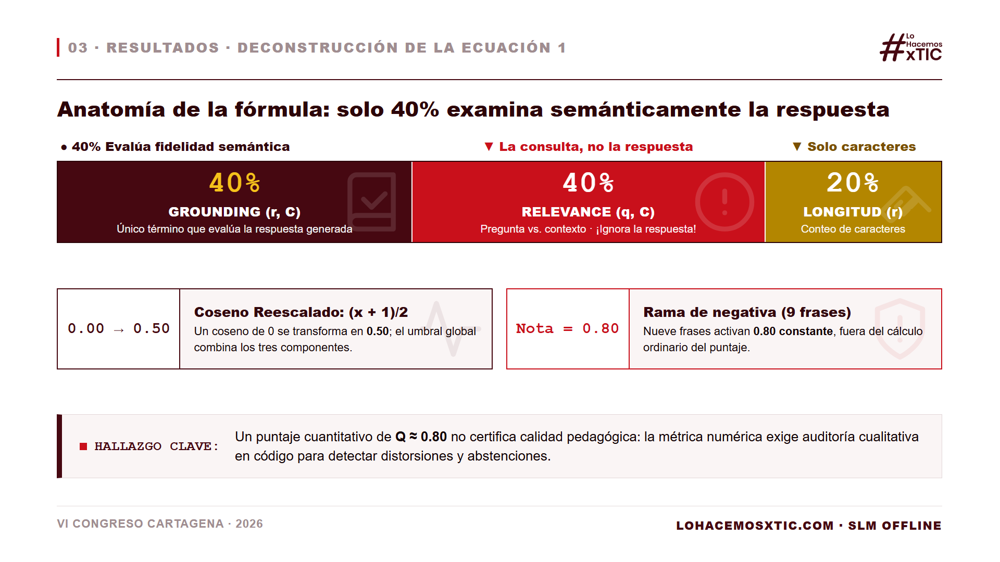 03 · RESULTADOS · DECONSTRUCCIÓN DE LA ECUACIÓN 1
#Lo Hacemos xTIC
Anatomía de la fórmula: solo 40% examina semánticamente la respuesta
● 40% Evalúa fidelidad semántica
▼ La consulta, no la respuesta
▼ Solo caracteres
40%
GROUNDING (r, C)
Único término que evalúa la respuesta generada
40%
RELEVANCE (q, C)
Pregunta vs. contexto · ¡Ignora la respuesta!
20%
LONGITUD (r)
Conteo de caracteres
0.00 → 0.50
Coseno Reescalado: (x + 1)/2
Un coseno de 0 se transforma en 0.50; el umbral global
combina los tres componentes.
Nota = 0.80
Rama de negativa (9 frases)
Nueve frases activan 0.80 constante, fuera del cálculo
ordinario del puntaje.
■ HALLAZGO CLAVE:
Un puntaje cuantitativo de Q ≈ 0.80 no certifica calidad pedagógica: la métrica numérica exige auditoría cualitativa
en código para detectar distorsiones y abstenciones.
VI CONGRESO CARTAGENA · 2026
LOHACEMOSXTIC.COM · SLM OFFLINE